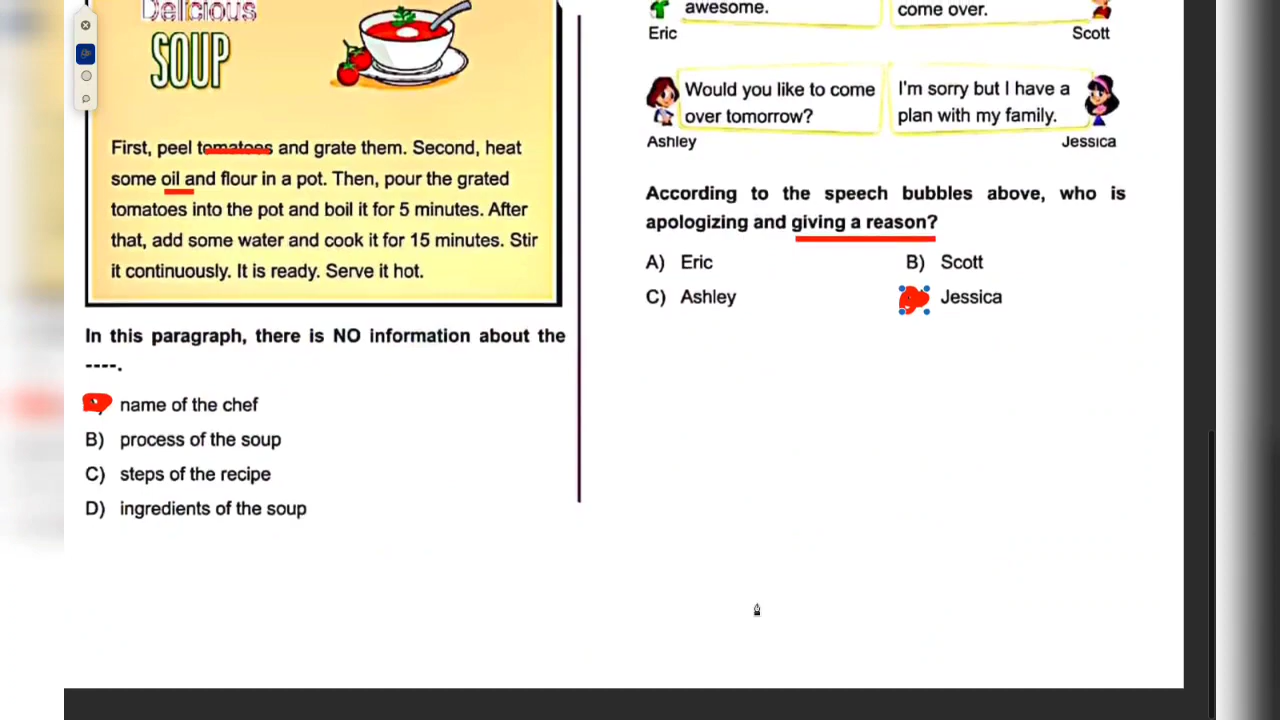 Delicious
SOUP
First, peel tomatoes and grate them. Second, heat
some oil and flour in a pot. Then, pour the grated
tomatoes into the pot and boil it for 5 minutes. After
that, add some water and cook it for 15 minutes. Stir
it continuously. It is ready. Serve it hot.
In this paragraph, there is NO information about the
----.
name of the chef
B) process of the soup
C) steps of the recipe
D) ingredients of the soup
awesome.
come over.
Eric
Scott
Would you like to come
over tomorrow?
I'm sorry but I have a
plan with my family.
Ashley
Jessica
According to the speech bubbles above, who is
apologizing and giving a reason?
A) Eric
B) Scott
C) Ashley
Jessica